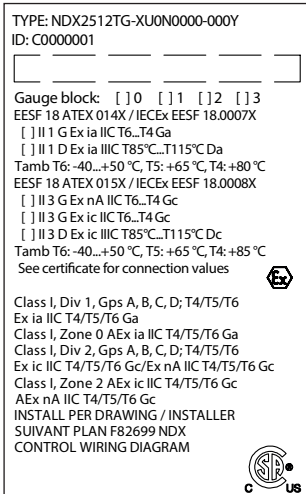 TYPE: NDX2512TG-XU0N0000-000Y
ID: C0000001
Gauge block: [ ] 0 [ ] 1 [ ] 2 [ ] 3
EESF 18 ATEX 014X / IECEx EESF 18.0007X
[ ] II 1 G Ex ia IIC T6...T4 Ga
[ ] II 1 D Ex ia IIIC T85°C...T115°C Da
Tamb T6: -40...+50 °C, T5: +65 °C, T4: +80 °C
EESF 18 ATEX 015X / IECEx EESF 18.0008X
[ ] II 3 G Ex nA IIC T6...T4 Gc
[ ] II 3 G Ex ic IIC T6...T4 Gc
[ ] II 3 D Ex ic IIIC T85°C...T115°C Dc
Tamb T6: -40...+50 °C, T5: +65 °C, T4: +85 °C
See certificate for connection values
Ex
Class I, Div 1, Gps A, B, C, D; T4/T5/T6
Ex ia IIC T4/T5/T6 Ga
Class I, Zone 0 AEx ia IIC T4/T5/T6 Ga
Class I, Div 2, Gps A, B, C, D; T4/T5/T6
Ex ic IIC T4/T5/T6 Gc/Ex nA IIC T4/T5/T6 Gc
Class I, Zone 2 AEx ic IIC T4/T5/T6 Gc
AEx nA IIC T4/T5/T6 Gc
INSTALL PER DRAWING / INSTALLER
SUIVANT PLAN F82699 NDX
CONTROL WIRING DIAGRAM
SA ®
C US